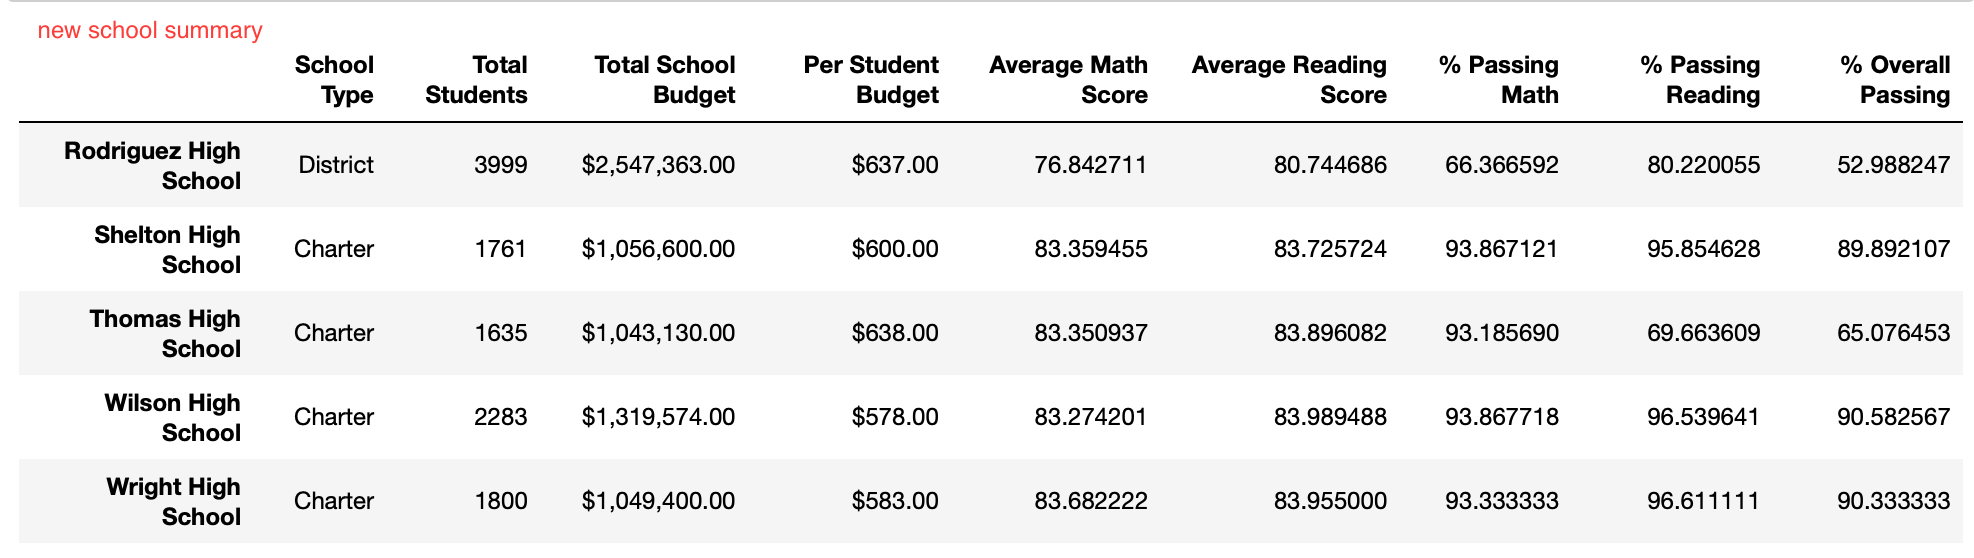 new school summary
School Type Total Students Total School Budget Per Student Budget Average Math Score Average Reading Score % Passing Math % Passing Reading % Overall Passing
Rodriguez High School District 3999 $2,547,363.00 $637.00 76.842711 80.744686 66.366592 80.220055 52.988247
Shelton High School Charter 1761 $1,056,600.00 $600.00 83.359455 83.725724 93.867121 95.854628 89.892107
Thomas High School Charter 1635 $1,043,130.00 $638.00 83.350937 83.896082 93.185690 69.663609 65.076453
Wilson High School Charter 2283 $1,319,574.00 $578.00 83.274201 83.989488 93.867718 96.539641 90.582567
Wright High School Charter 1800 $1,049,400.00 $583.00 83.682222 83.955000 93.333333 96.611111 90.333333